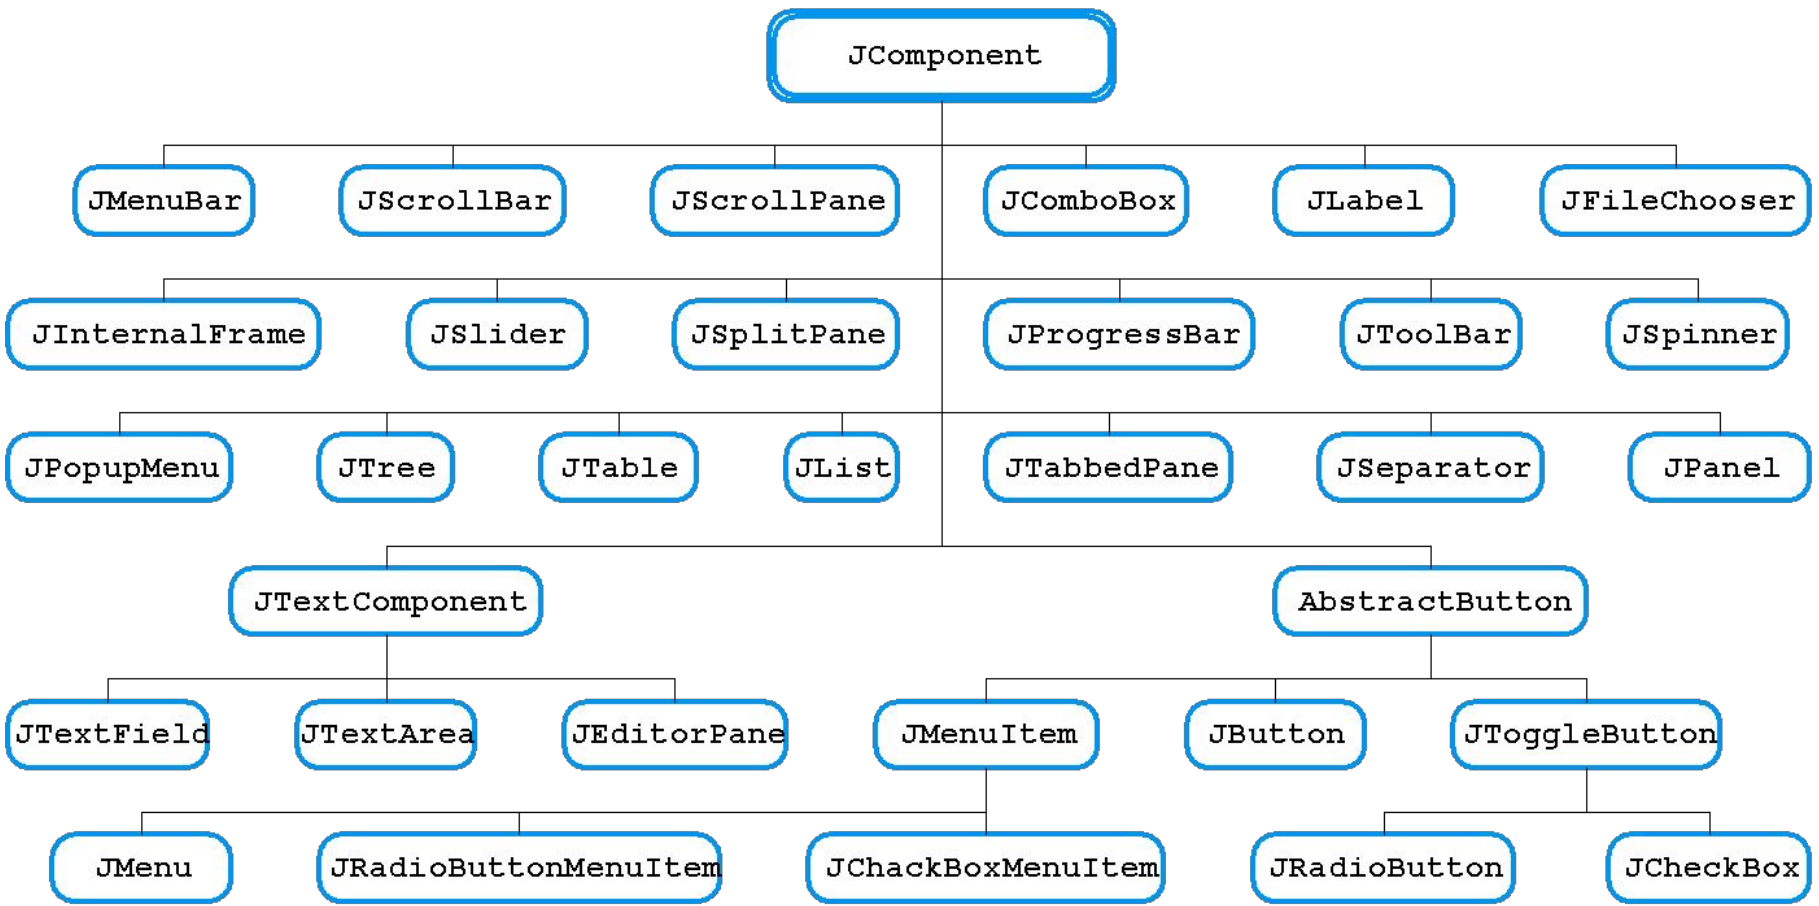 JComponent
JMenuBar JScrollBar JScrollPane JComboBox JLabel JFileChooser
JInternalFrame JSlider JSplitPane JProgressBar JToolBar JSpinner
JPopupMenu JTree JTable JList JTabbedPane JSeparator JPanel
JTextComponent AbstractButton
JTextField JTextArea JEditorPane JMenuItem JButton JToggleButton
JMenu JRadioButtonMenuItem JChackBoxMenuItem JRadioButton JCheckBox